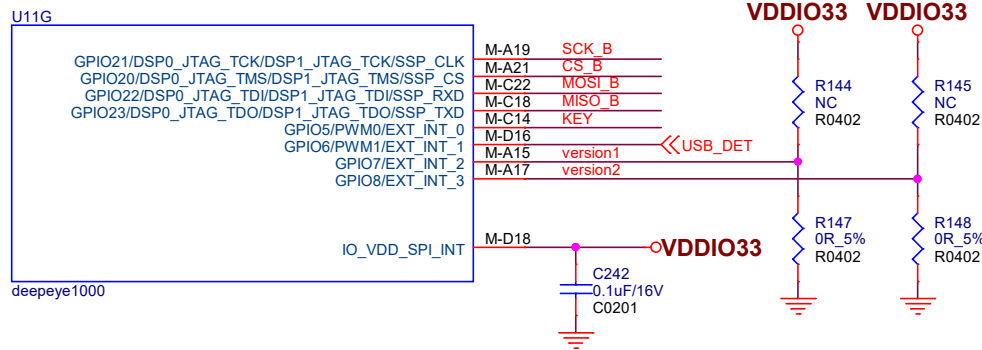 U11G
VDDIO33 VDDIO33
GPIO21/DSP0_JTAG_TCK/DSP1_JTAG_TCK/SSP_CLK M-A19 SCK_B
GPIO20/DSP0_JTAG_TMS/DSP1_JTAG_TMS/SSP_CS M-A21 CS_B
GPIO22/DSP0_JTAG_TDI/DSP1_JTAG_TDI/SSP_RXD M-C22 MOSI_B
GPIO23/DSP0_JTAG_TDO/DSP1_JTAG_TDO/SSP_TXD M-C18 MISO_B
GPIO5/PWM0/EXT_INT_0 M-C14 KEY
GPIO6/PWM1/EXT_INT_1 M-D16 USB_DET
GPIO7/EXT_INT_2 M-A15 version1
GPIO8/EXT_INT_3 M-A17 version2
R144 R145
NC NC
R0402 R0402
R147 R148
0R_5% 0R_5%
R0402 R0402
IO_VDD_SPI_INT M-D18 VDDIO33
C242
0.1uF/16V
C0201
deepeye1000